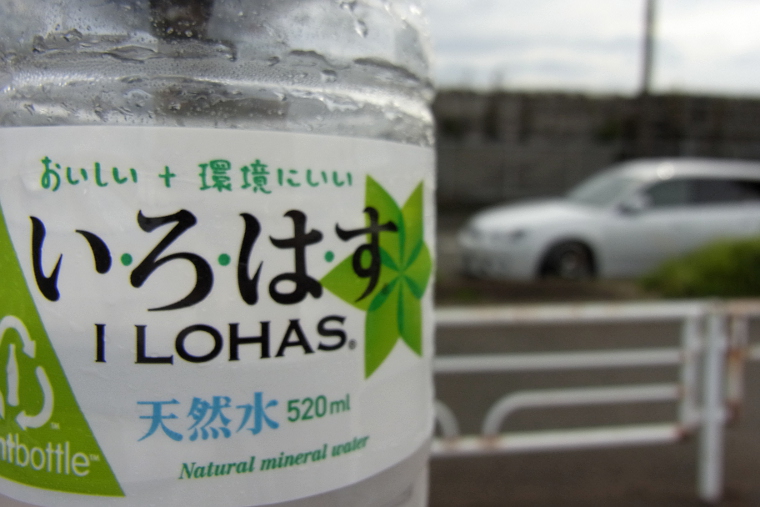 おいしい + 環境にいい
い・ろ・は・す
I LOHAS®
天然水 520ml
Natural mineral water
ntbottle™